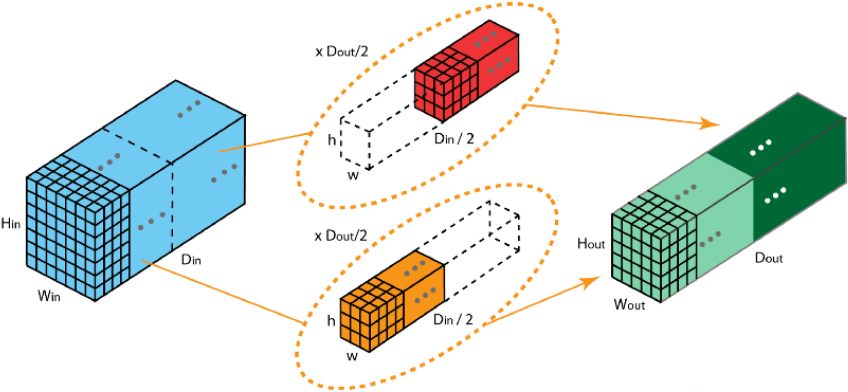 x Dout/2
h
w
Din / 2
Hin
Win
Din
x Dout/2
h
w
Din / 2
Hout
Wout
Dout